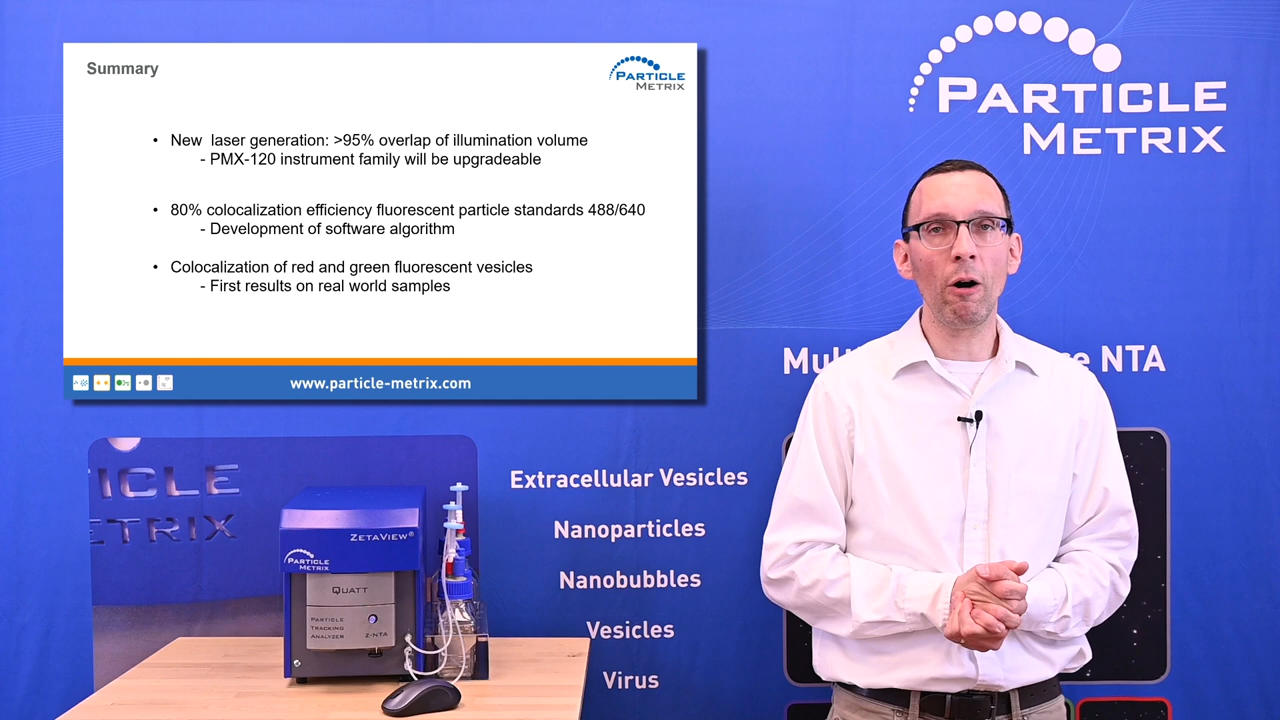 Summary
PARTICLE
METRIX
• New laser generation: >95% overlap of illumination volume
- PMX-120 instrument family will be upgradeable
• 80% colocalization efficiency fluorescent particle standards 488/640
- Development of software algorithm
• Colocalization of red and green fluorescent vesicles
- First results on real world samples
www.particle-metrix.com
PARTICLE
METRIX
NTA
Extracellular Vesicles
Nanoparticles
Nanobubbles
Vesicles
Virus
ICLE
ETRIX
ZETAVIEW®
PARTICLE
METRIX
QUATT
PARTICLE
TRACKING
ANALYZER
Z-NTA